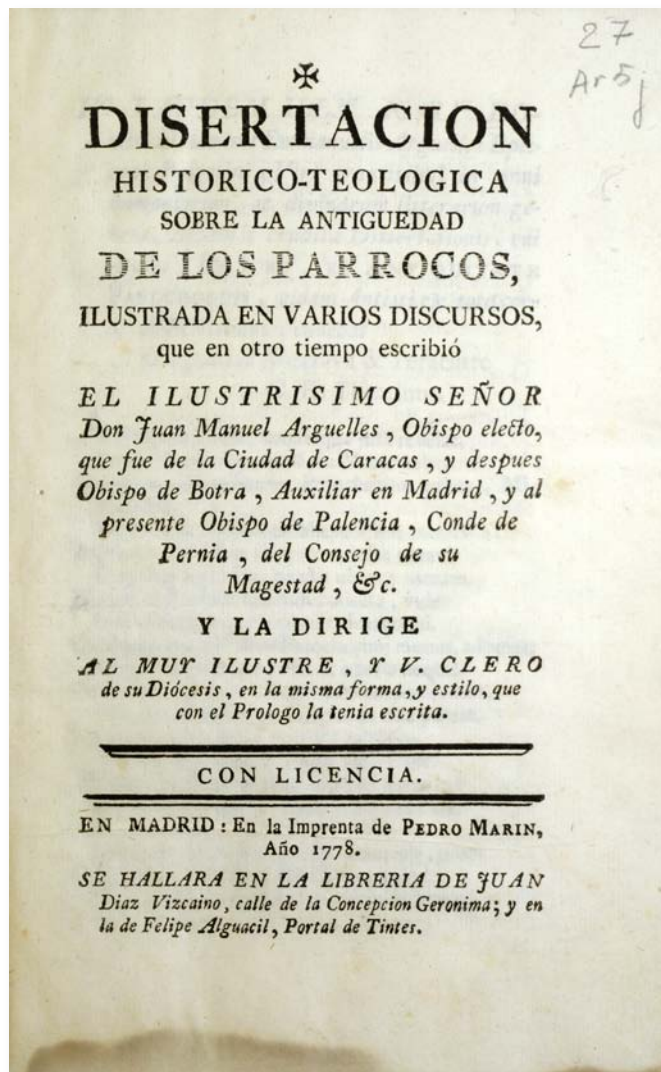 27
Ar 5j
✠
DISERTACION
HISTORICO-TEOLOGICA
SOBRE LA ANTIGUEDAD
DE LOS PARROCOS,
ILUSTRADA EN VARIOS DISCURSOS,
que en otro tiempo escribió
EL ILUSTRISIMO SEÑOR
Don Juan Manuel Arguelles , Obispo electo,
que fue de la Ciudad de Caracas , y despues
Obispo de Botra , Auxiliar en Madrid , y al
presente Obispo de Palencia , Conde de
Pernia , del Consejo de su
Magestad , &c.
Y LA DIRIGE
AL MUY ILUSTRE , Y V. CLERO
de su Diócesis , en la misma forma, y estilo, que
con el Prologo la tenia escrita.
CON LICENCIA.
EN MADRID : En la Imprenta de PEDRO MARIN,
Año 1778.
SE HALLARA EN LA LIBRERIA DE JUAN
Diaz Vizcaino, calle de la Concepcion Geronima; y en
la de Felipe Alguacil, Portal de Tintes.